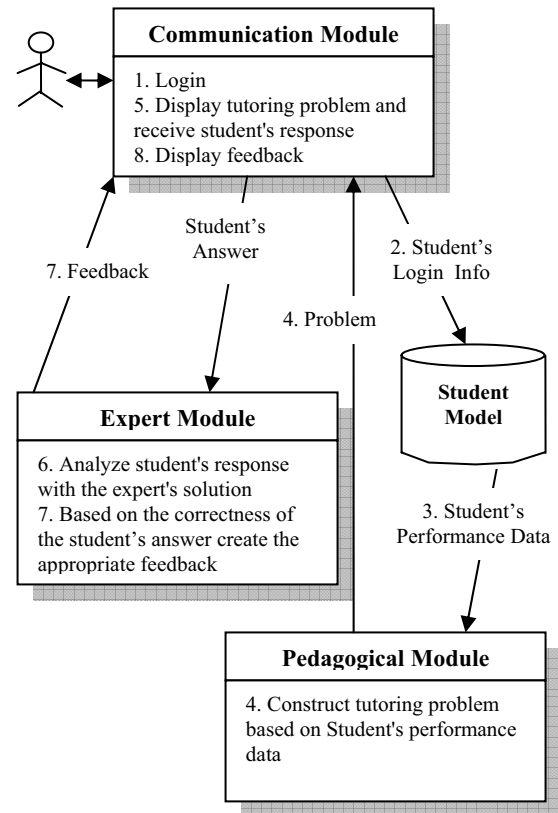 Communication Module
1. Login
5. Display tutoring problem and
receive student's response
8. Display feedback
Student's
Answer
7. Feedback
2. Student's
Login Info
4. Problem
Student
Model
Expert Module
6. Analyze student's response
with the expert's solution
7. Based on the correctness of
the student's answer create the
appropriate feedback
3. Student's
Performance Data
Pedagogical Module
4. Construct tutoring problem
based on Student's performance
data